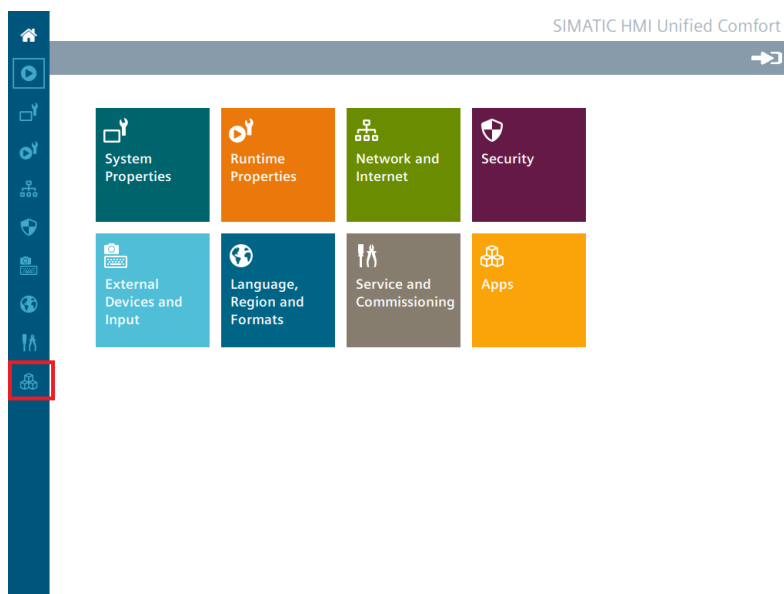 SIMATIC HMI Unified Comfort
System
Properties
Runtime
Properties
Network and
Internet
Security
External
Devices and
Input
Language,
Region and
Formats
Service and
Commissioning
Apps